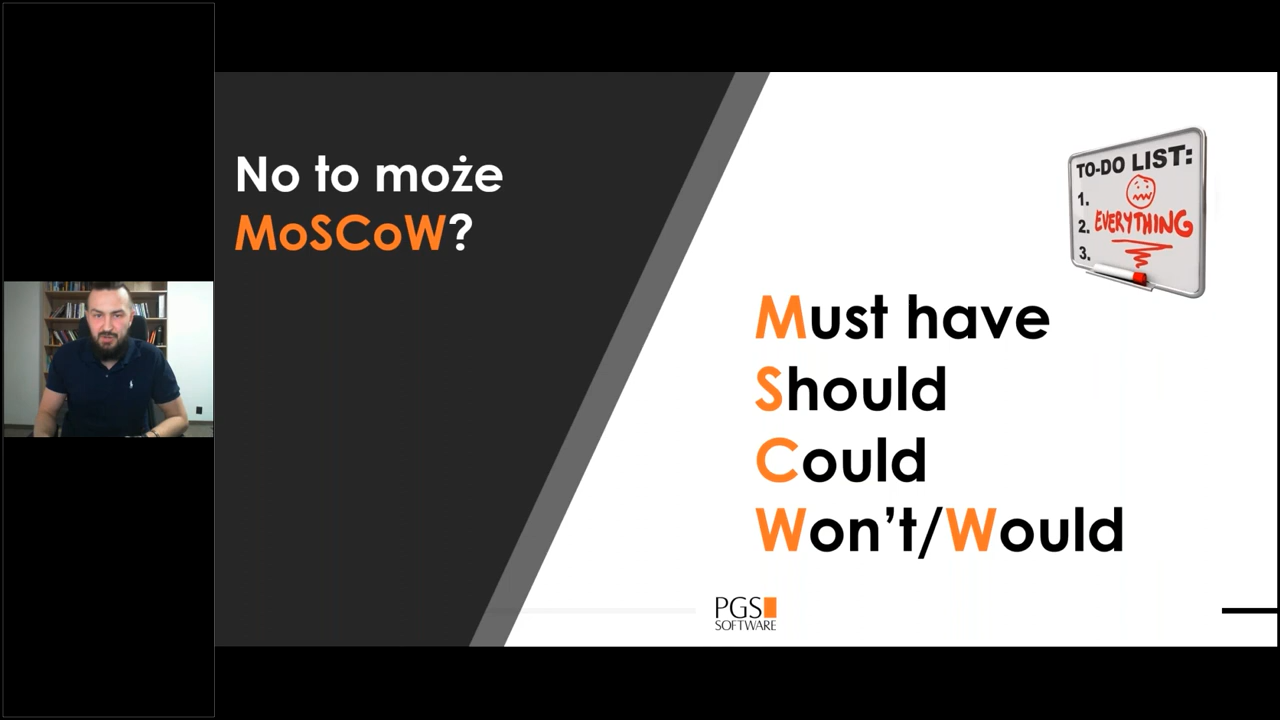 No to może
MoSCoW?
TO-DO LIST:
1.
2. EVERYTHING
3.
Must have
Should
Could
Won't/Would
PGS
SOFTWARE